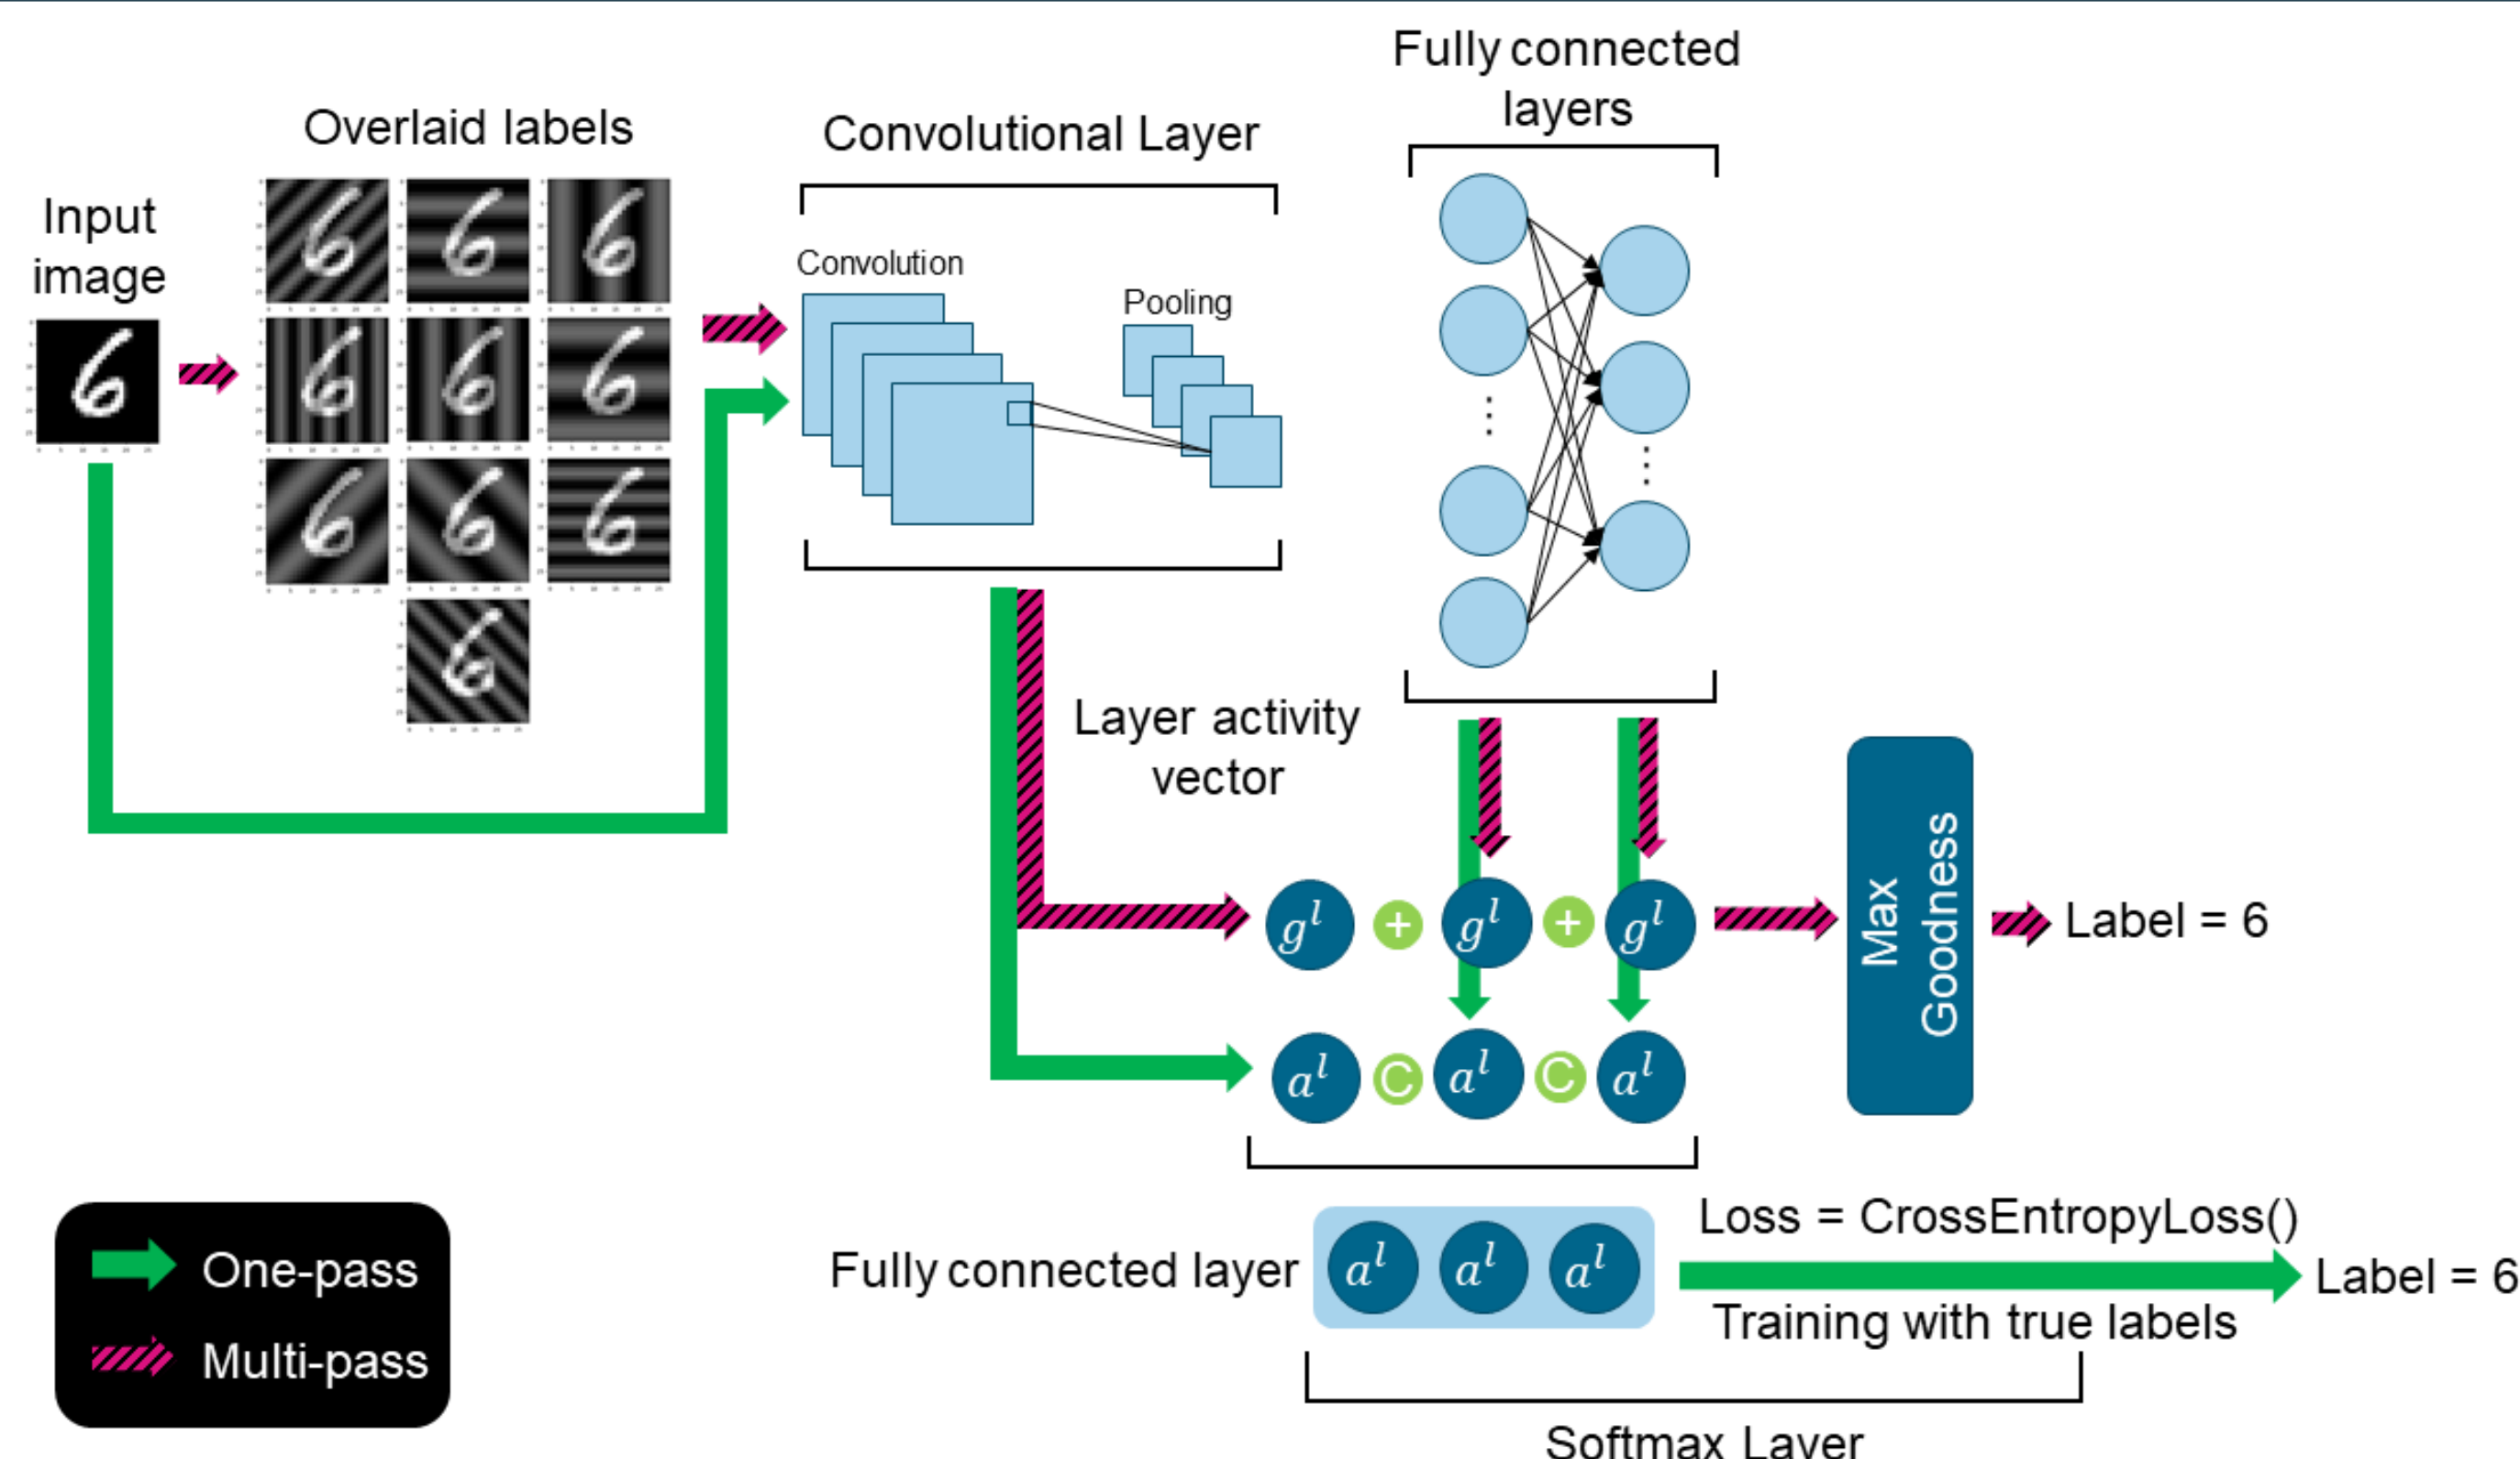 Fully connected
layers
Overlaid labels
Convolutional Layer
Input
image
Convolution
Pooling
Layer activity
vector
Max
Goodness
g^l + g^l + g^l
Label = 6
a^l C a^l C a^l
One-pass
Multi-pass
Fully connected layer
a^l a^l a^l
Loss = CrossEntropyLoss()
Label = 6
Training with true labels
Softmax Layer